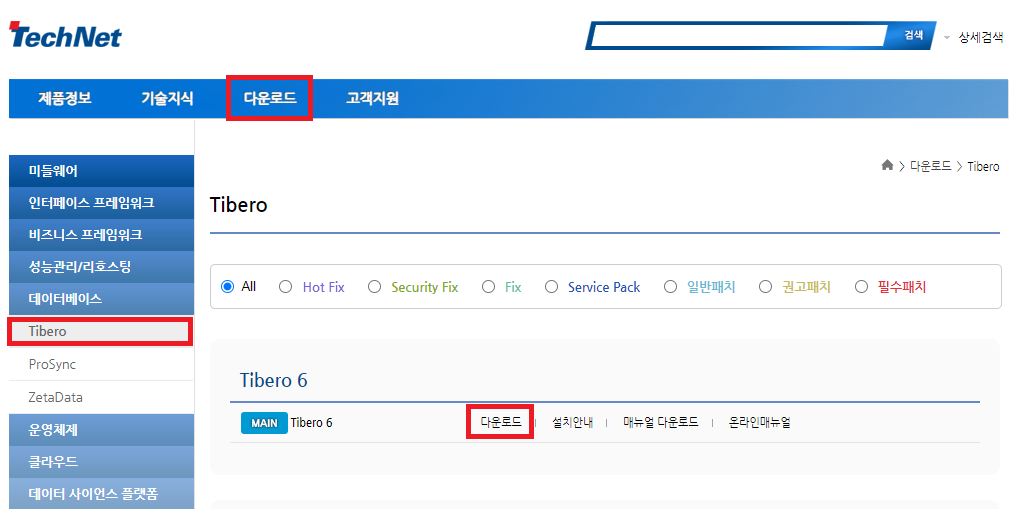 TechNet
검색
상세검색
제품정보 기술지식 다운로드 고객지원
미들웨어
인터페이스 프레임워크
비즈니스 프레임워크
성능관리/리호스팅
데이터베이스
Tibero
ProSync
ZetaData
운영체제
클라우드
데이터 사이언스 플랫폼
> 다운로드 > Tibero
Tibero
All Hot Fix Security Fix Fix Service Pack 일반패치 권고패치 필수패치
Tibero 6
MAIN Tibero 6 다운로드 | 설치안내 | 매뉴얼 다운로드 | 온라인매뉴얼